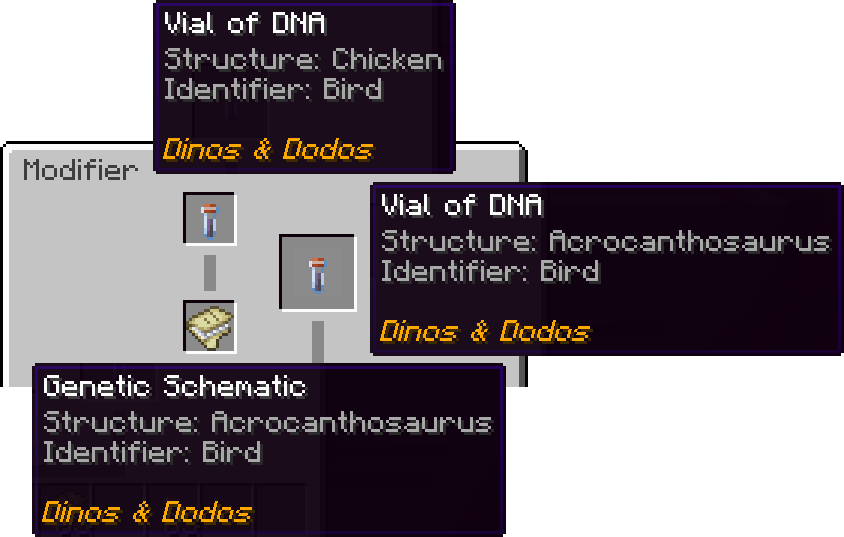 Vial of DNA
Structure: Chicken
Identifier: Bird
Dinos & Dodos
Modifier
Vial of DNA
Structure: Acrocanthosaurus
Identifier: Bird
Dinos & Dodos
Genetic Schematic
Structure: Acrocanthosaurus
Identifier: Bird
Dinos & Dodos